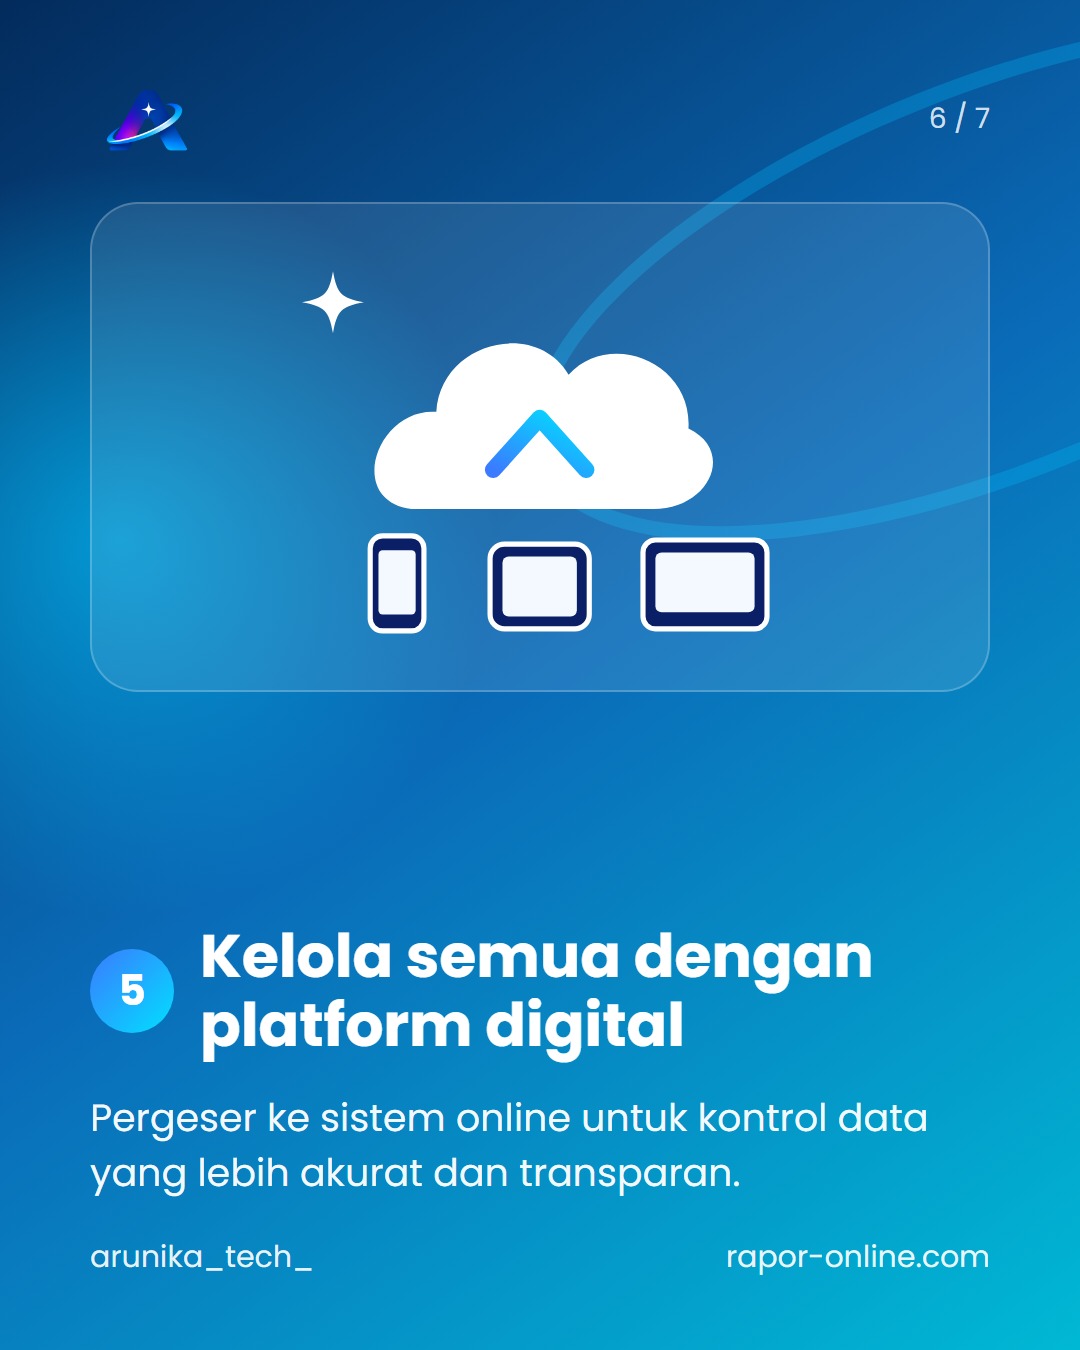 6 / 7
5
Kelola semua dengan
platform digital
Pergeser ke sistem online untuk kontrol data
yang lebih akurat dan transparan.
arunika_tech_
rapor-online.com